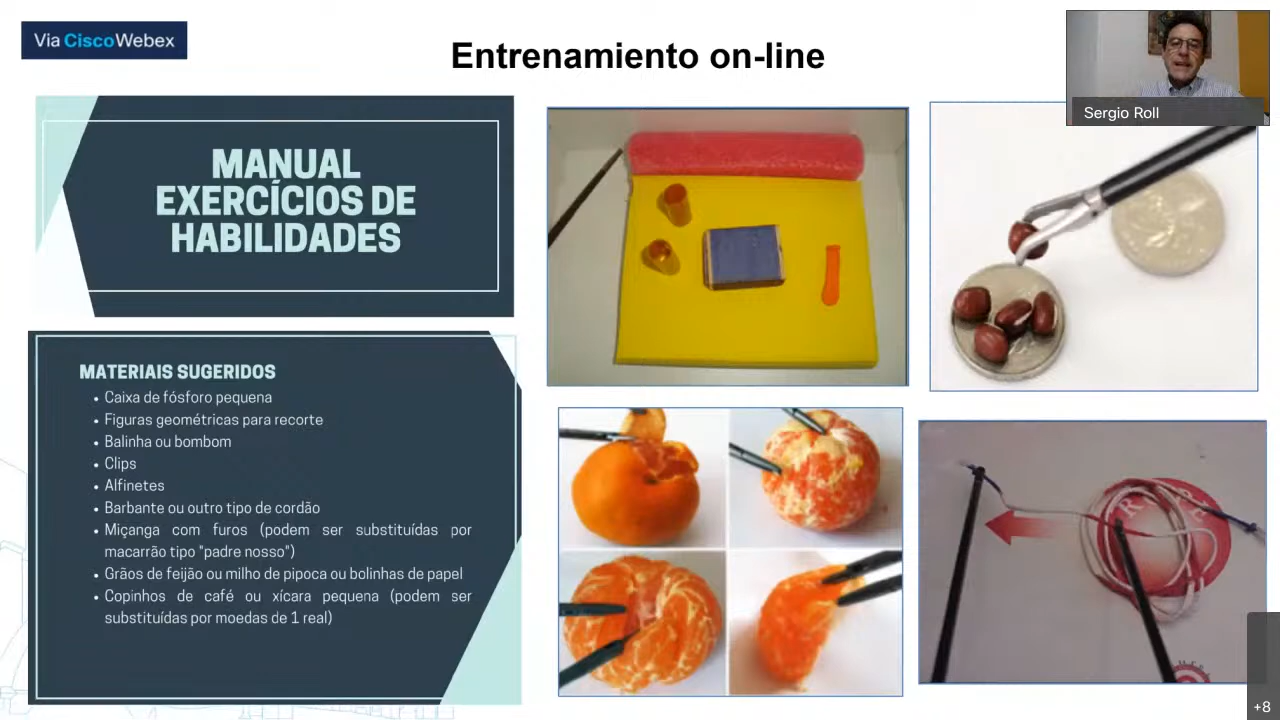 Via CiscoWebex
Entrenamiento on-line
Sergio Roll
MANUAL
EXERCÍCIOS DE
HABILIDADES
MATERIAIS SUGERIDOS
• Caixa de fósforo pequena
• Figuras geométricas para recorte
• Balinha ou bombom
• Clips
• Alfinetes
• Barbante ou outro tipo de cordão
• Miçanga com furos (podem ser substituídas por
macarrão tipo "padre nosso")
• Grãos de feijão ou milho de pipoca ou bolinhas de papel
• Copinhos de café ou xícara pequena (podem ser
substituídas por moedas de 1 real)
+8